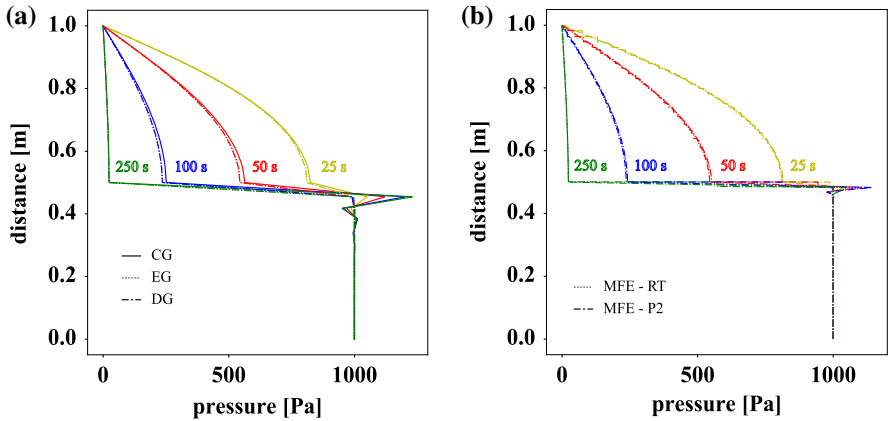 (a)
1.0
0.8
0.6
0.4
0.2
0.0
distance [m]
250 s 100 s 50 s 25 s
CG
EG
DG
0 500 1000
pressure [Pa]
(b)
1.0
0.8
0.6
0.4
0.2
0.0
distance [m]
250 s 100 s 50 s 25 s
MFE - RT
MFE - P2
0 500 1000
pressure [Pa]